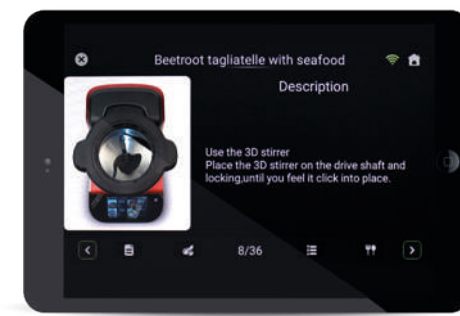 Beetroot tagliatelle with seafood
Description
Use the 3D stirrer
Place the 3D stirrer on the drive shaft and
locking,until you feel it click into place.
8/36